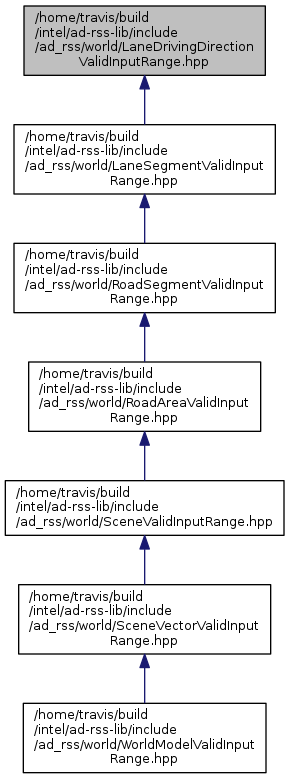 /home/travis/build
/intel/ad-rss-lib/include
/ad_rss/world/LaneDrivingDirection
ValidInputRange.hpp
/home/travis/build
/intel/ad-rss-lib/include
/ad_rss/world/LaneSegmentValidInput
Range.hpp
/home/travis/build
/intel/ad-rss-lib/include
/ad_rss/world/RoadSegmentValidInput
Range.hpp
/home/travis/build
/intel/ad-rss-lib/include
/ad_rss/world/RoadAreaValidInput
Range.hpp
/home/travis/build
/intel/ad-rss-lib/include
/ad_rss/world/SceneValidInputRange.hpp
/home/travis/build
/intel/ad-rss-lib/include
/ad_rss/world/SceneVectorValidInput
Range.hpp
/home/travis/build
/intel/ad-rss-lib/include
/ad_rss/world/WorldModelValidInput
Range.hpp